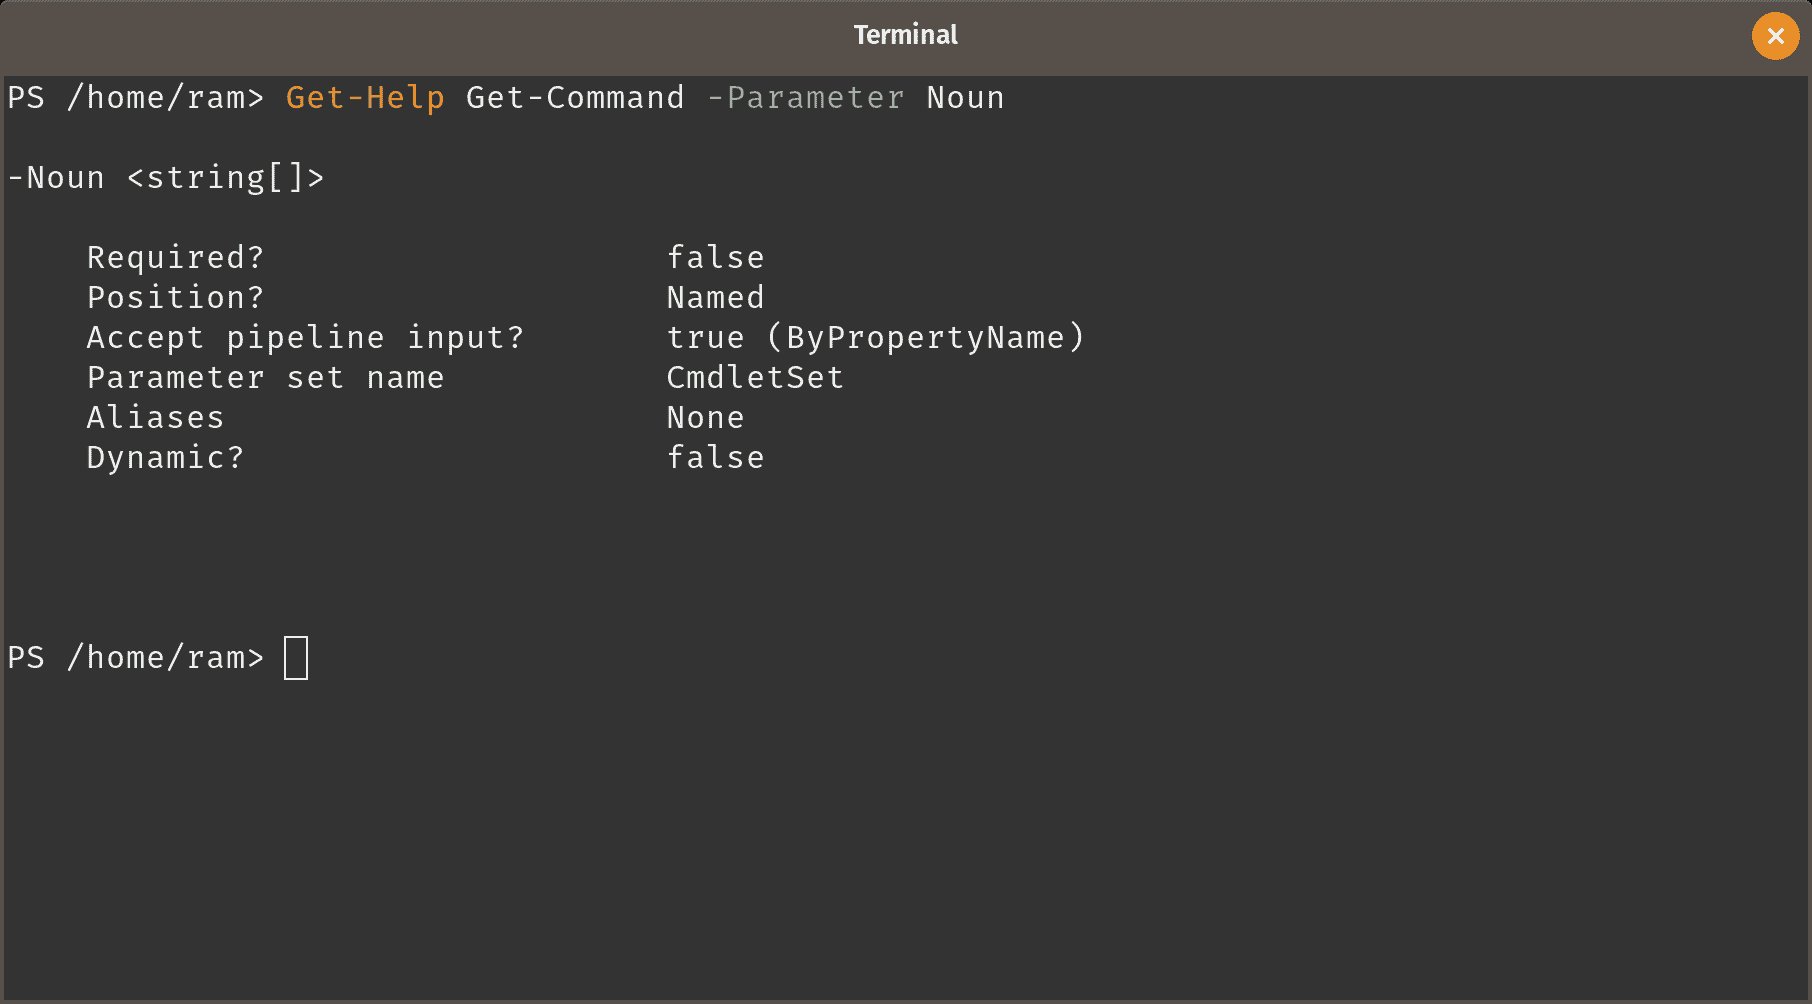 Terminal
PS /home/ram> Get-Help Get-Command -Parameter Noun
-Noun <string[]>
Required? false
Position? Named
Accept pipeline input? true (ByPropertyName)
Parameter set name CmdletSet
Aliases None
Dynamic? false
PS /home/ram>